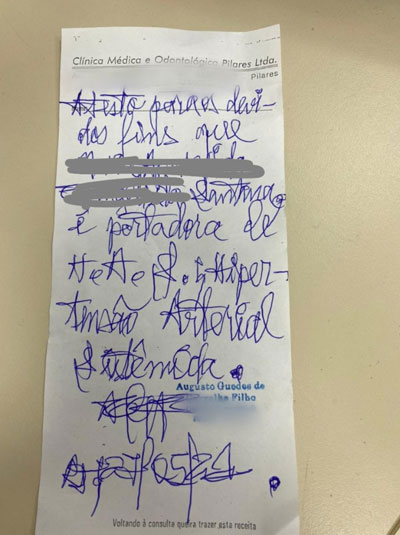 Clínica Médica e Odontológica Pilares Ltda.
Pilares
Atesto para os devi-
dos fins que
Santana
é portadora de
H.A.S.; Hiper-
tensão Arterial
Sistêmica.
Augusto Guedes de
Filho
Voltando à consulta queira trazer esta receita